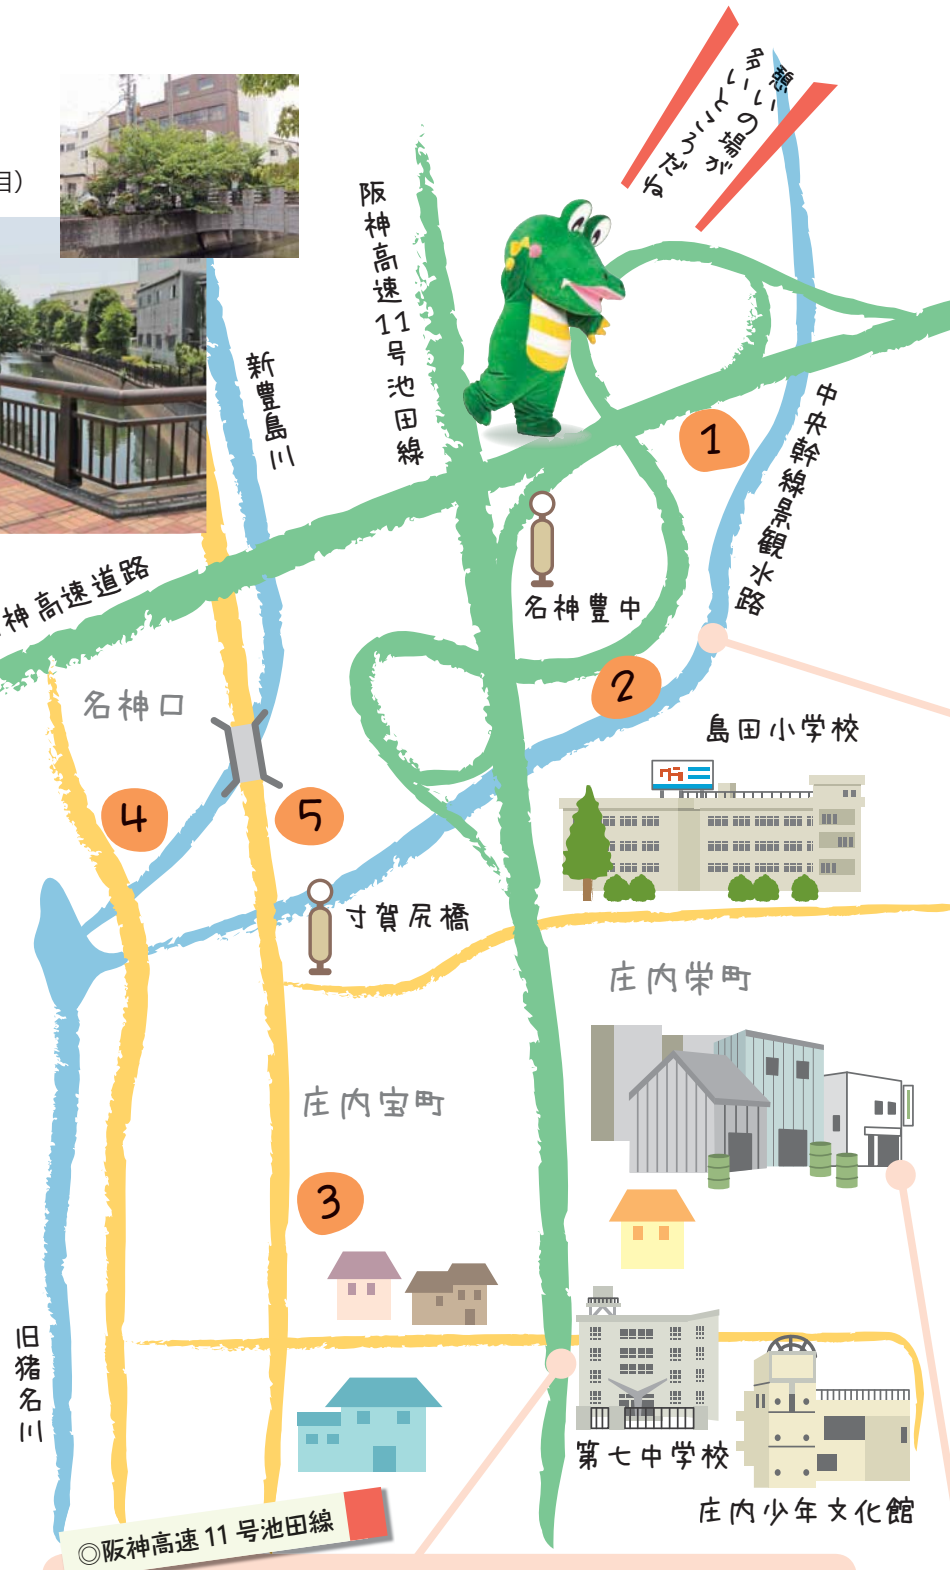 目）
憩いの場が
多いところだす
阪神高速11号池田線
新豊島川
中央幹線景観水路
神高速道路
名神豊中
名神口
島田小学校
1
2
4
5
寸賀尻橋
庄内栄町
庄内宝町
3
旧猪名川
第七中学校
庄内少年文化館
◎阪神高速11号池田線